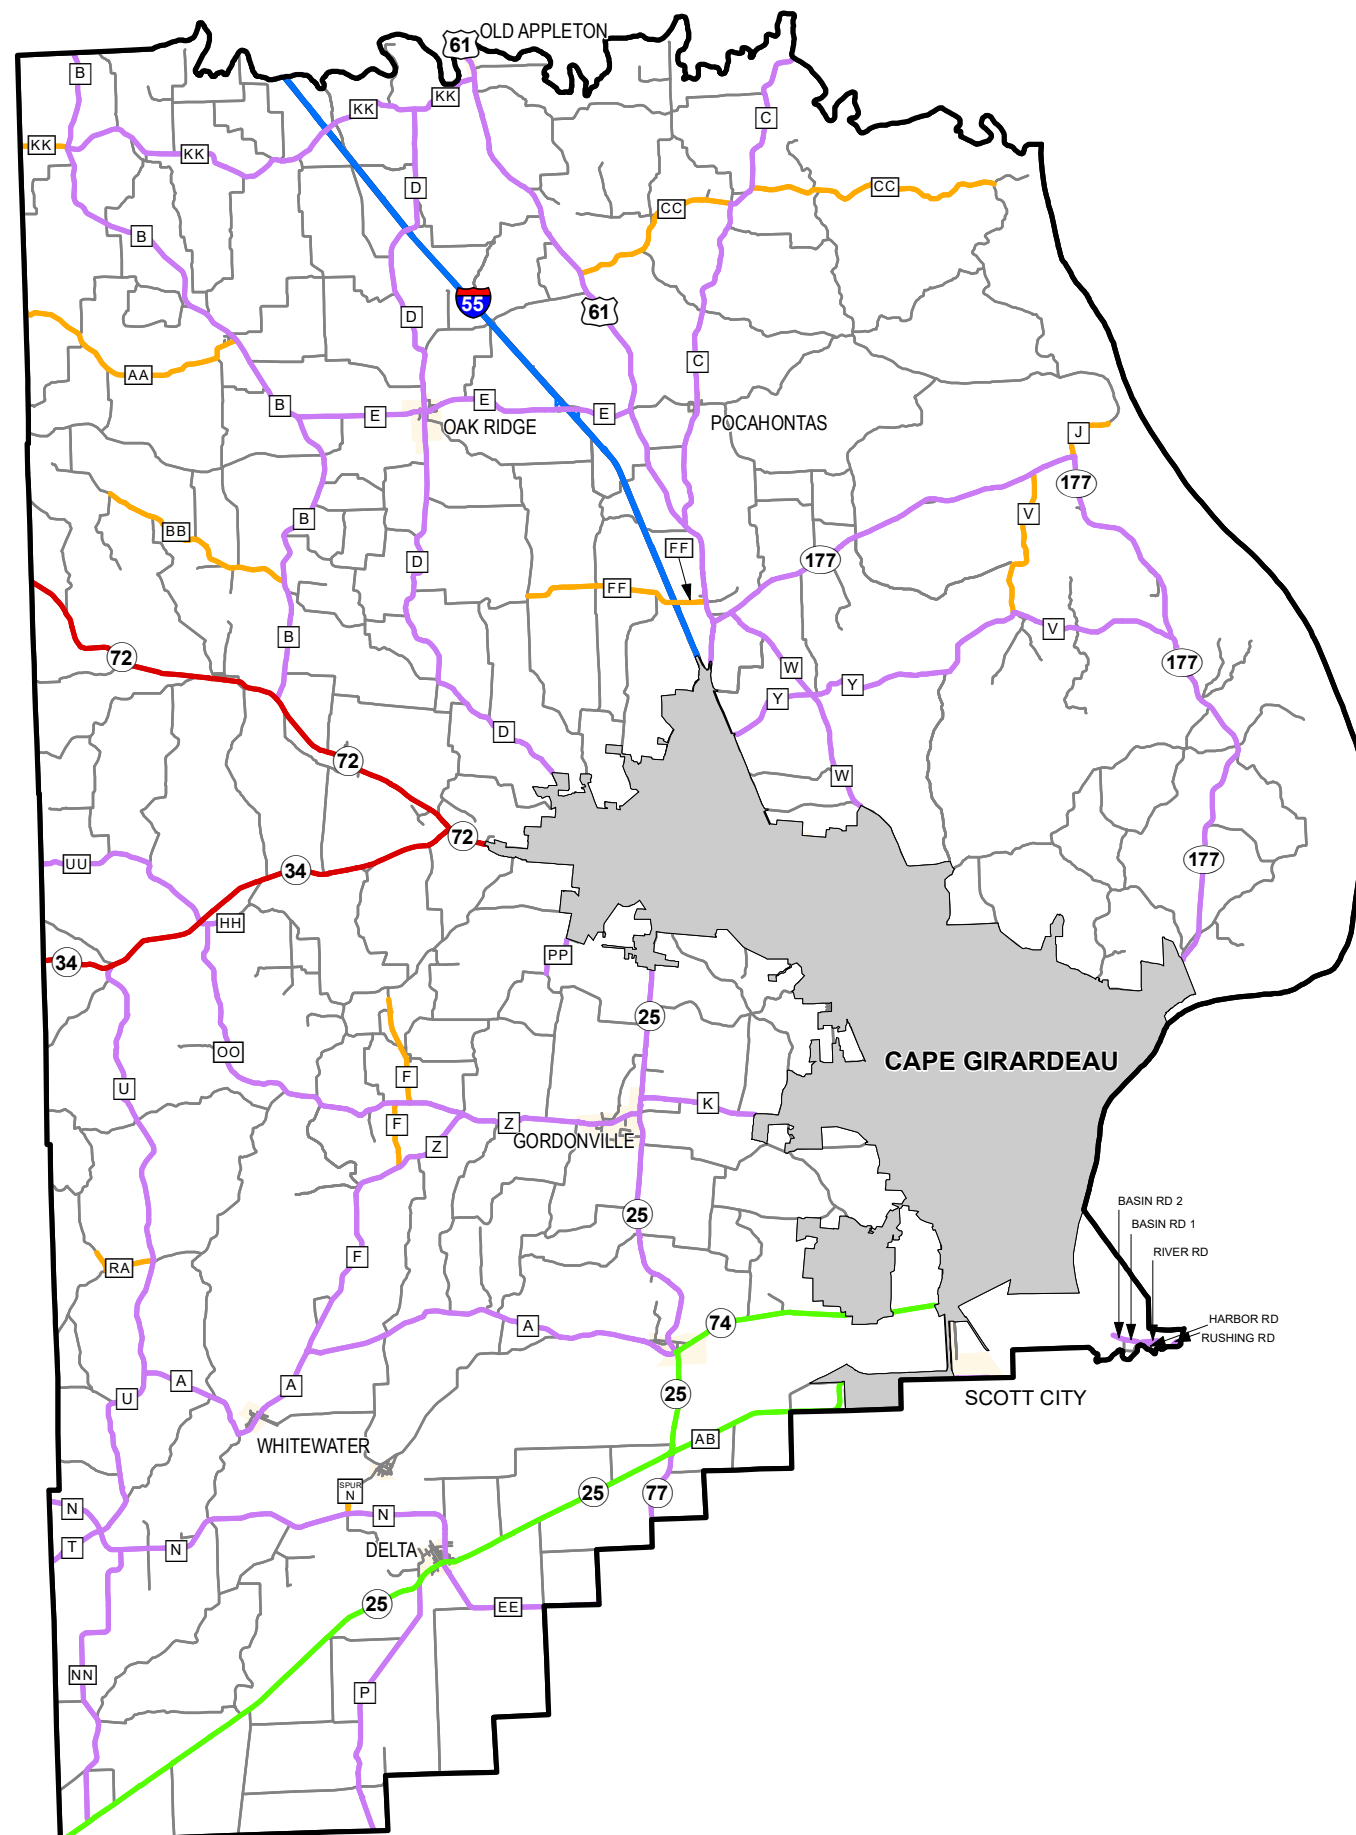 OLD APPLETON
61
B
KK
KK
C
KK
KK
D
CC
CC
B
55
61
D
C
AA
B
E
E
E
OAK RIDGE
POCAHONTAS
J
177
B
V
BB
FF
177
D
FF
V
B
72
177
W
Y
Y
D
72
W
72
UU
34
177
HH
34
PP
25
OO
CAPE GIRARDEAU
F
U
K
F
Z
Z
GORDONVILLE
BASIN RD 2
25
BASIN RD 1
RIVER RD
F
RA
HARBOR RD
74
A
RUSHING RD
A
A
25
U
SCOTT CITY
AB
WHITEWATER
SPUR
N
25
77
N
N
T
N
DELTA
25
EE
NN
P